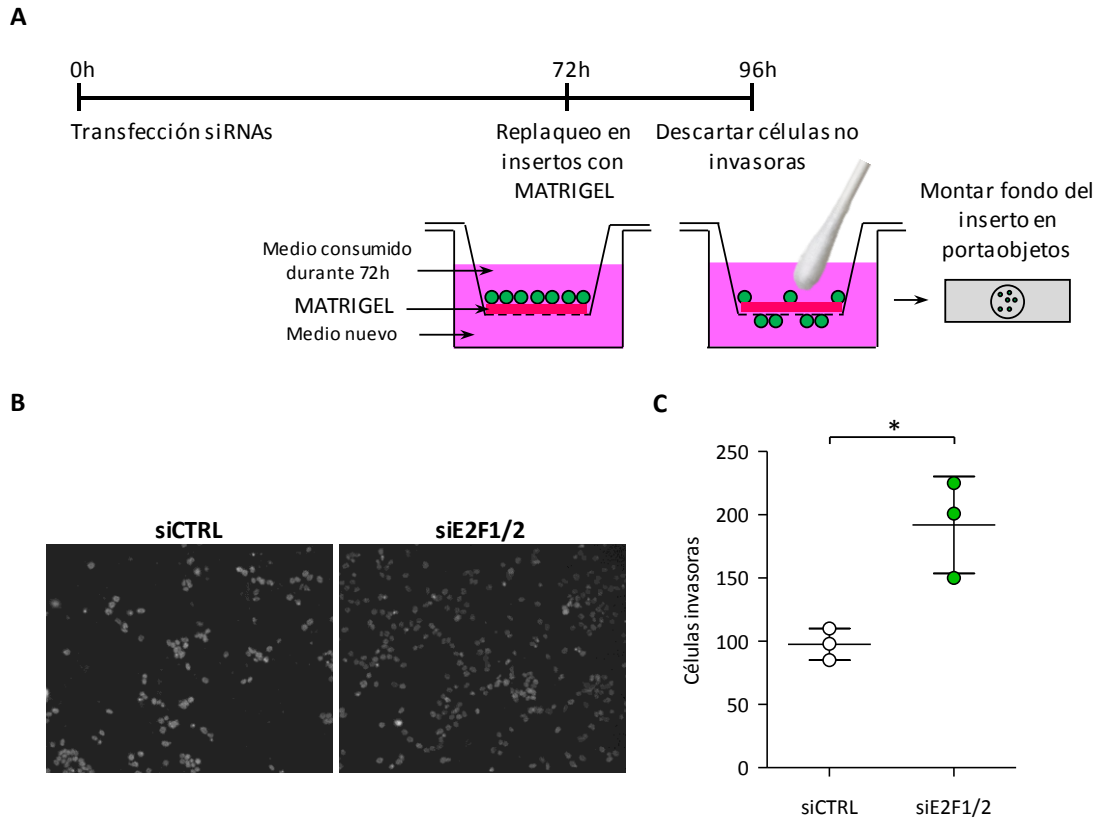 A
0h
72h
96h
Transfección siRNAs
Replaqueo en
insertos con
MATRIGEL
Descartar células no
invasoras
Montar fondo del
inserto en
portaobjetos
Medio consumido
durante 72h
MATRIGEL
Medio nuevo
B
siCTRL
siE2F1/2
C
*
Células invasoras
250
200
150
100
50
0
siCTRL
siE2F1/2